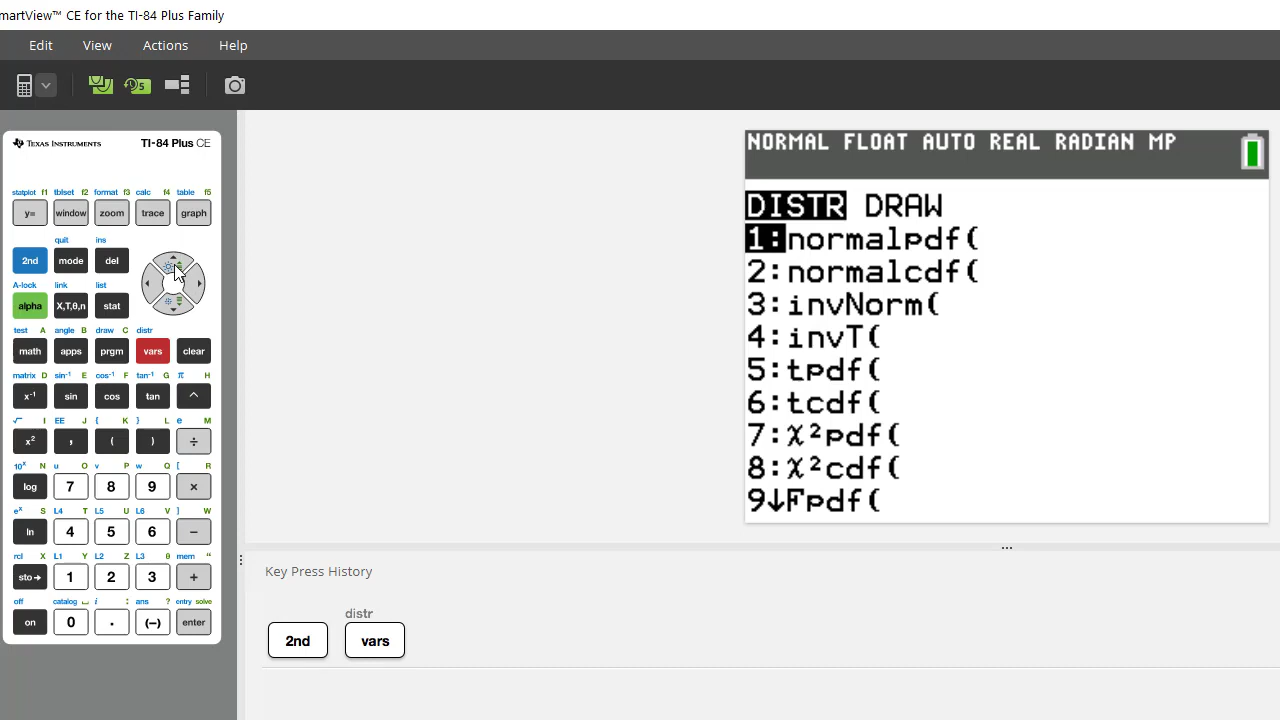 martView™ CE for the TI-84 Plus Family
Edit View Actions Help
5
TEXAS INSTRUMENTS TI-84 Plus CE
statplot f1 tblset f2 format f3 calc f4 table f5
y= window zoom trace graph
quit ins
2nd mode del
A-lock link list
alpha X,T,θ,n stat
test A angle B draw C distr
math apps prgm vars clear
matrix D sin⁻¹ E cos⁻¹ F tan⁻¹ G π H
x⁻¹ sin cos tan ^
√ I EE J { K } L e M
x² , ( ) ÷
10ˣ N u O v P w Q [ R
log 7 8 9 ×
eˣ S L4 T L5 U L6 V ] W
ln 4 5 6 −
rcl X L1 Y L2 Z L3 θ mem "
sto→ 1 2 3 +
off catalog ⎵ i : ans ? entry solve
on 0 . (−) enter
NORMAL FLOAT AUTO REAL RADIAN MP
DISTR DRAW
1:normalpdf(
2:normalcdf(
3:invNorm(
4:invT(
5:tpdf(
6:tcdf(
7:χ²pdf(
8:χ²cdf(
9↓Fpdf(
Key Press History
distr
2nd vars